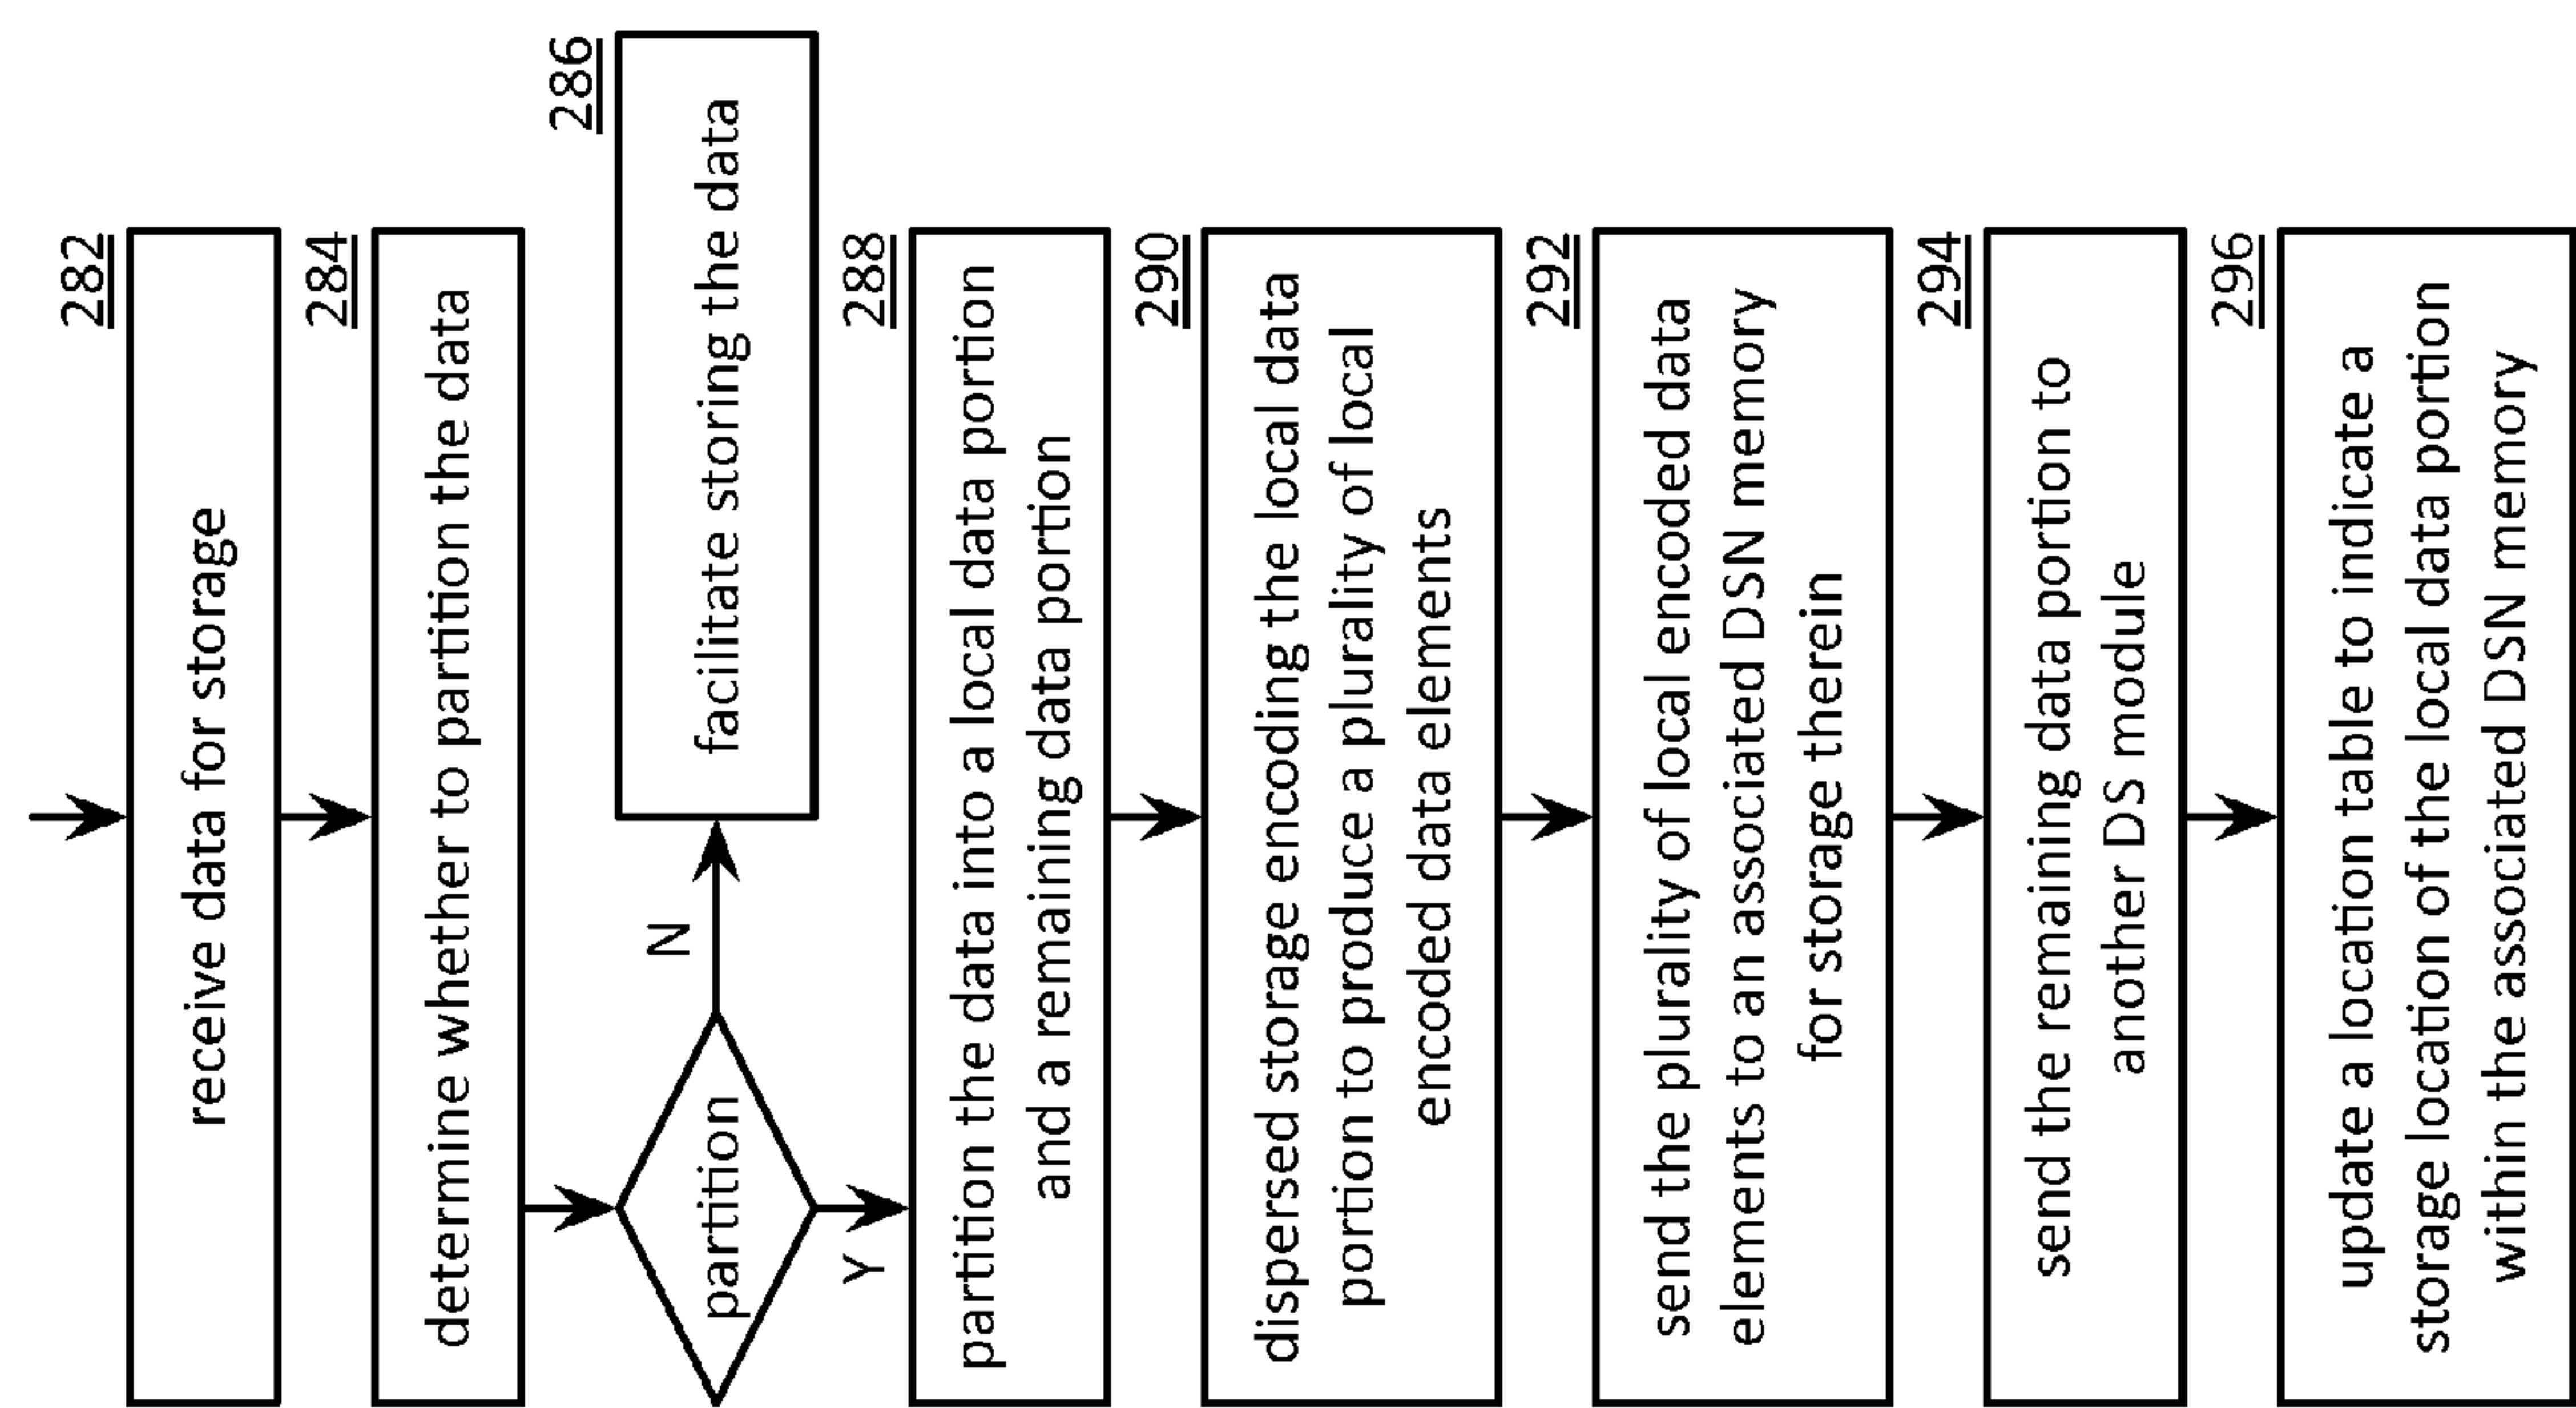 282
receive data for storage
284
determine whether to partition the data
partition
N
286
facilitate storing the data
Y
288
partition the data into a local data portion
and a remaining data portion
290
dispersed storage encoding the local data
portion to produce a plurality of local
encoded data elements
292
send the plurality of local encoded data
elements to an associated DSN memory
for storage therein
294
send the remaining data portion to
another DS module
296
update a location table to indicate a
storage location of the local data portion
within the associated DSN memory